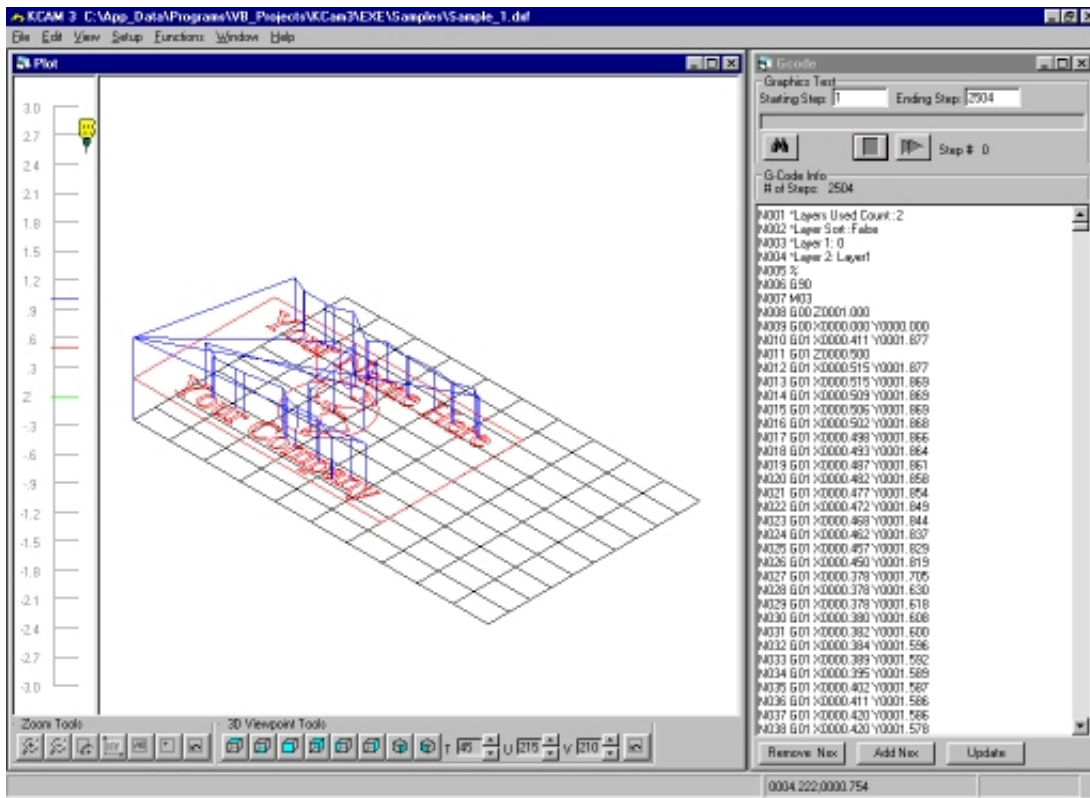 KCAM 3 C:\App_Data\Programs\VB_Projects\KCam3\EXE\Samples\Sample_1.dxf
File Edit View Setup Functions Window Help
Plot
3.0
2.7
2.4
2.1
1.8
1.5
1.2
.9
.6
.3
Z
-.3
-.6
-.9
-1.2
-1.5
-1.8
-2.1
-2.4
-2.7
-3.0
Your Name Here
Your Company
Zoom Tools
3D Viewpoint Tools
T 45 U 215 V 210
Gcode
Graphics Test
Starting Step: 1 Ending Step: 2504
Step # 0
G-Code Info
# of Steps: 2504
N001 *Layers Used Count: 2
N002 *Layer Sort: False
N003 *Layer 1: 0
N004 *Layer 2: Layer1
N005 %
N006 G90
N007 M03
N008 G00 Z0001.000
N009 G00 X0000.000 Y0000.000
N010 G01 X0000.411 Y0001.877
N011 G01 Z0000.500
N012 G01 X0000.515 Y0001.877
N013 G01 X0000.515 Y0001.869
N014 G01 X0000.509 Y0001.869
N015 G01 X0000.506 Y0001.869
N016 G01 X0000.502 Y0001.868
N017 G01 X0000.498 Y0001.866
N018 G01 X0000.493 Y0001.864
N019 G01 X0000.487 Y0001.861
N020 G01 X0000.482 Y0001.858
N021 G01 X0000.477 Y0001.854
N022 G01 X0000.472 Y0001.849
N023 G01 X0000.468 Y0001.844
N024 G01 X0000.462 Y0001.837
N025 G01 X0000.457 Y0001.829
N026 G01 X0000.450 Y0001.819
N027 G01 X0000.378 Y0001.705
N028 G01 X0000.378 Y0001.630
N029 G01 X0000.378 Y0001.618
N030 G01 X0000.380 Y0001.608
N031 G01 X0000.382 Y0001.600
N032 G01 X0000.384 Y0001.596
N033 G01 X0000.389 Y0001.592
N034 G01 X0000.395 Y0001.589
N035 G01 X0000.402 Y0001.587
N036 G01 X0000.411 Y0001.586
N037 G01 X0000.420 Y0001.586
N038 G01 X0000.420 Y0001.578
Remove Nxx Add Nxx Update
0004.222;0000.754